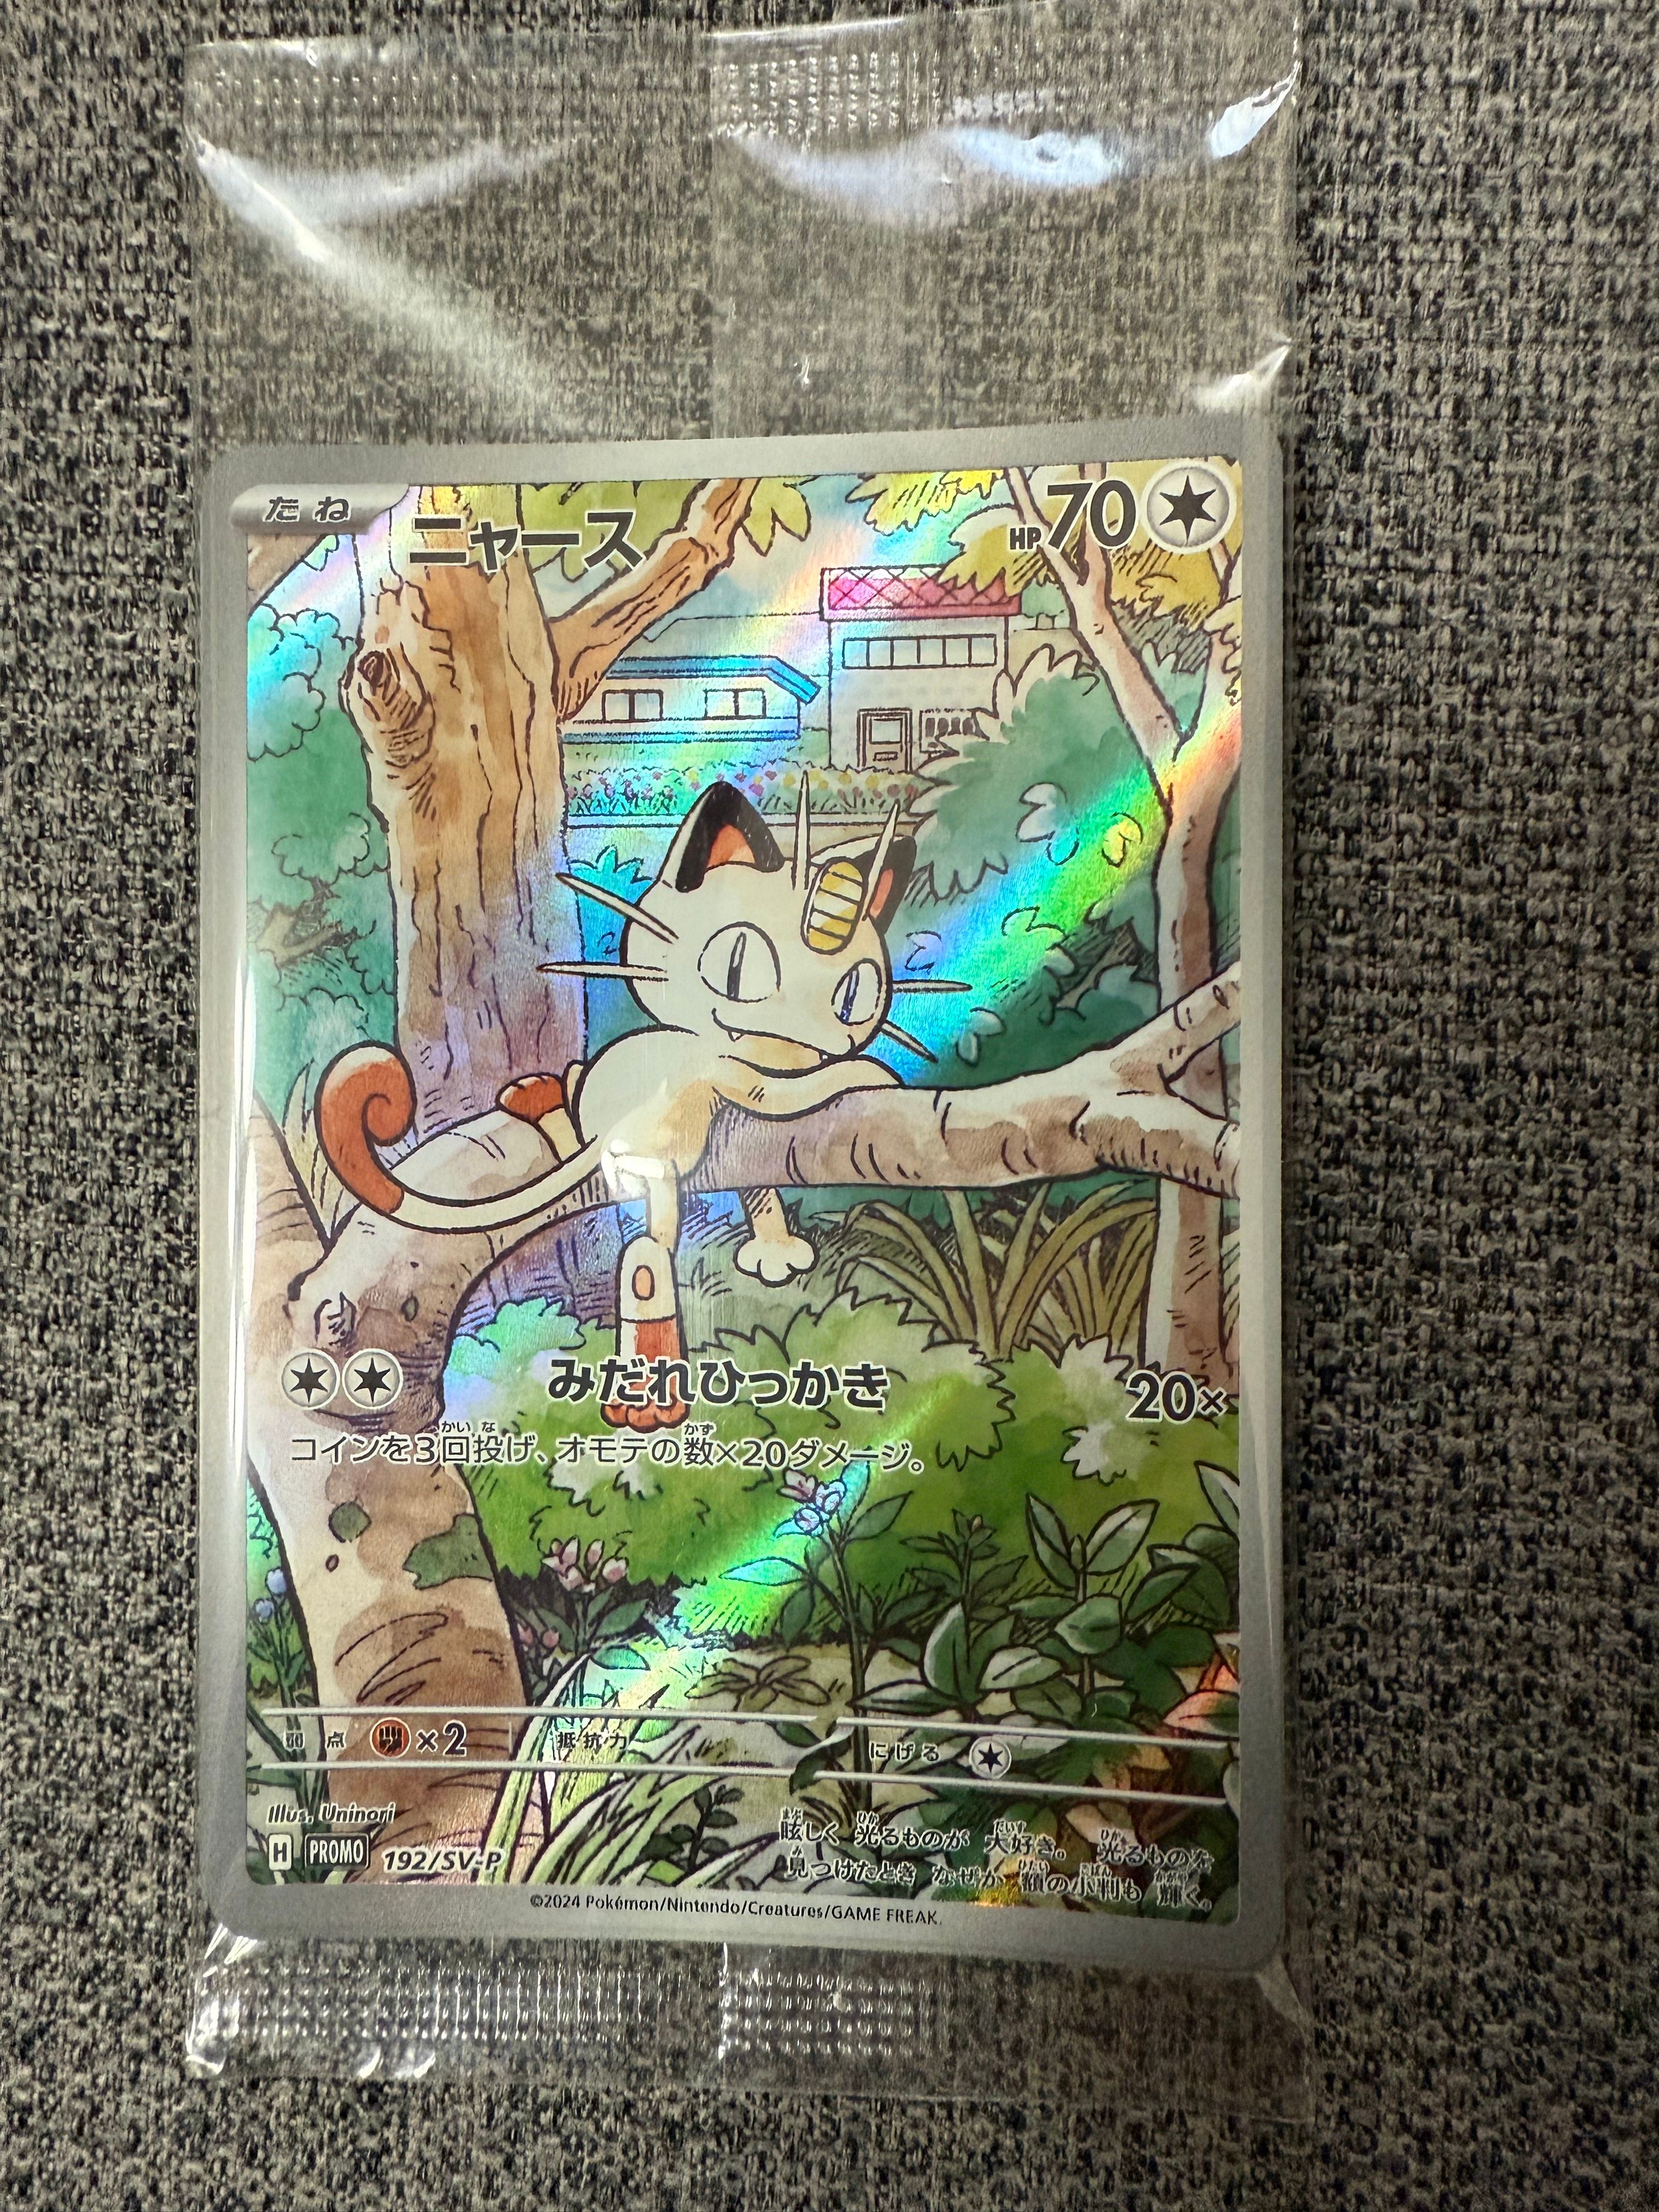 たね
ニャース
HP70
みだれひっかき 20×
コインを3回投げ、オモテの数×20ダメージ。
弱点 ×2 抵抗力 にげる
Illus. Uninori
H PROMO 192/SV-P
眩しく 光るものが 大好き。 光るものを
見つけたとき なぜか 額の小判も 輝く。
©2024 Pokémon/Nintendo/Creatures/GAME FREAK.